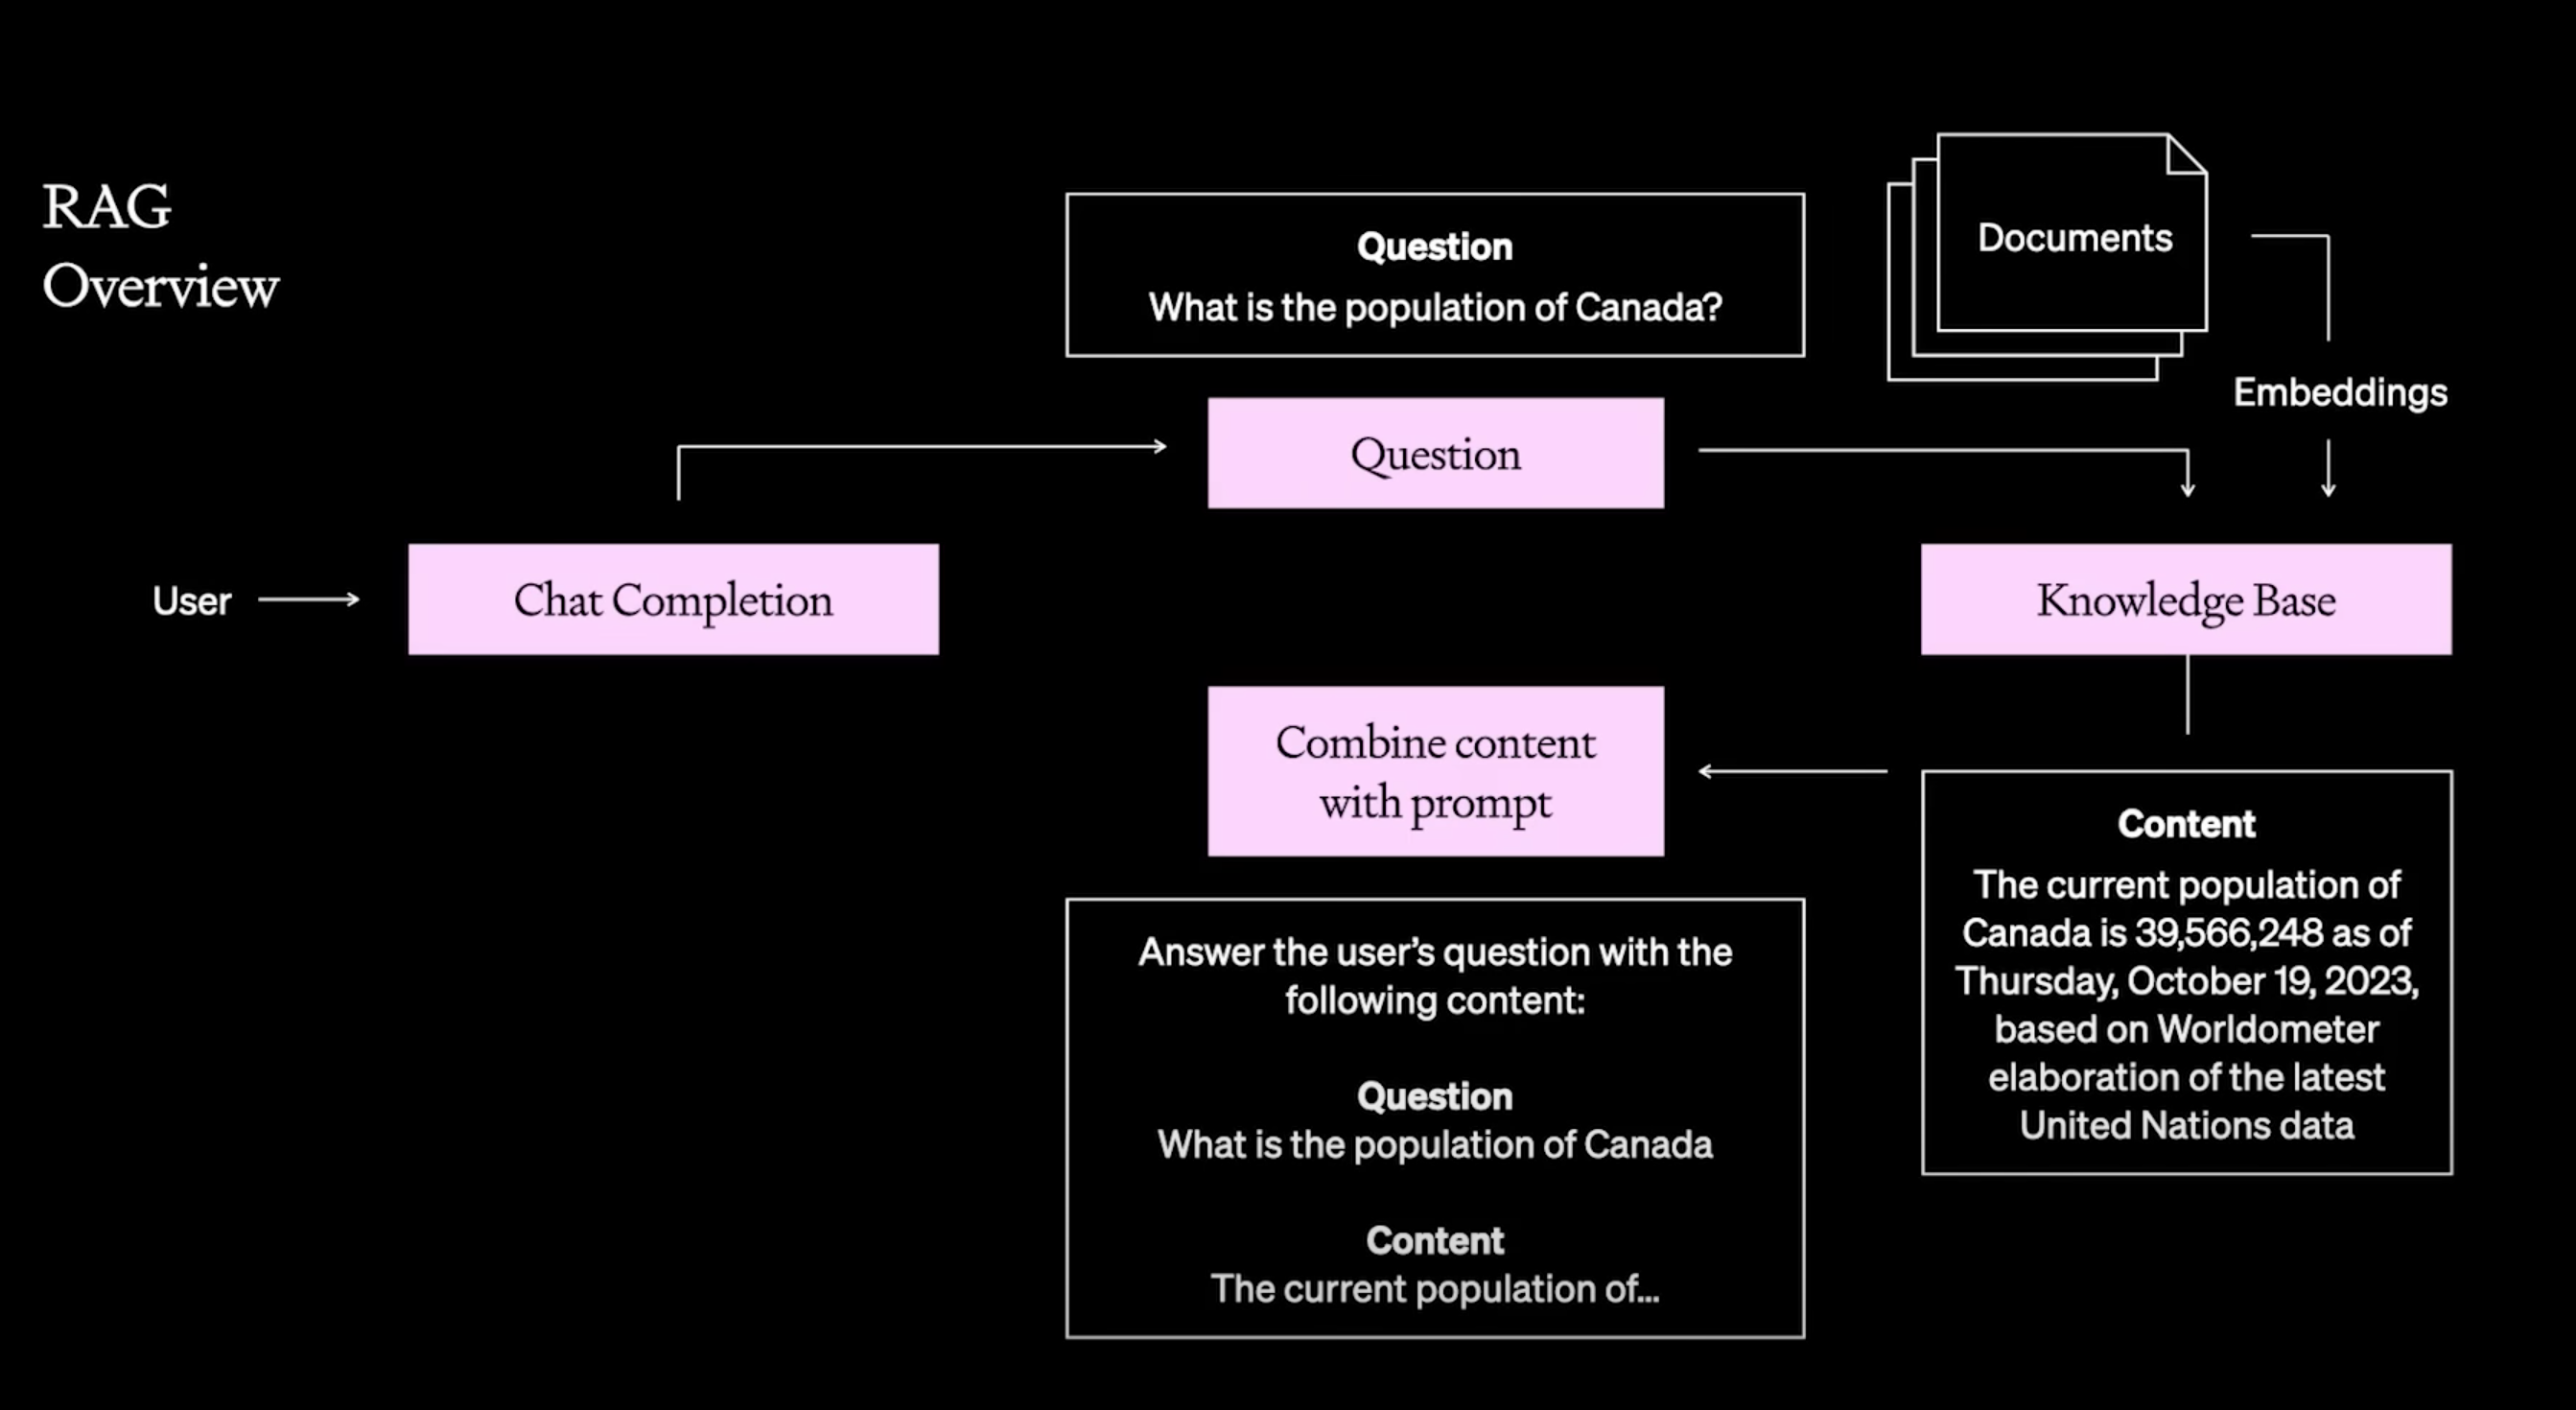 RAG
Overview
Question
What is the population of Canada?
Documents
Embeddings
Question
User
Chat Completion
Knowledge Base
Combine content
with prompt
Content
The current population of
Canada is 39,566,248 as of
Thursday, October 19, 2023,
based on Worldometer
elaboration of the latest
United Nations data
Answer the user’s question with the
following content:
Question
What is the population of Canada
Content
The current population of...